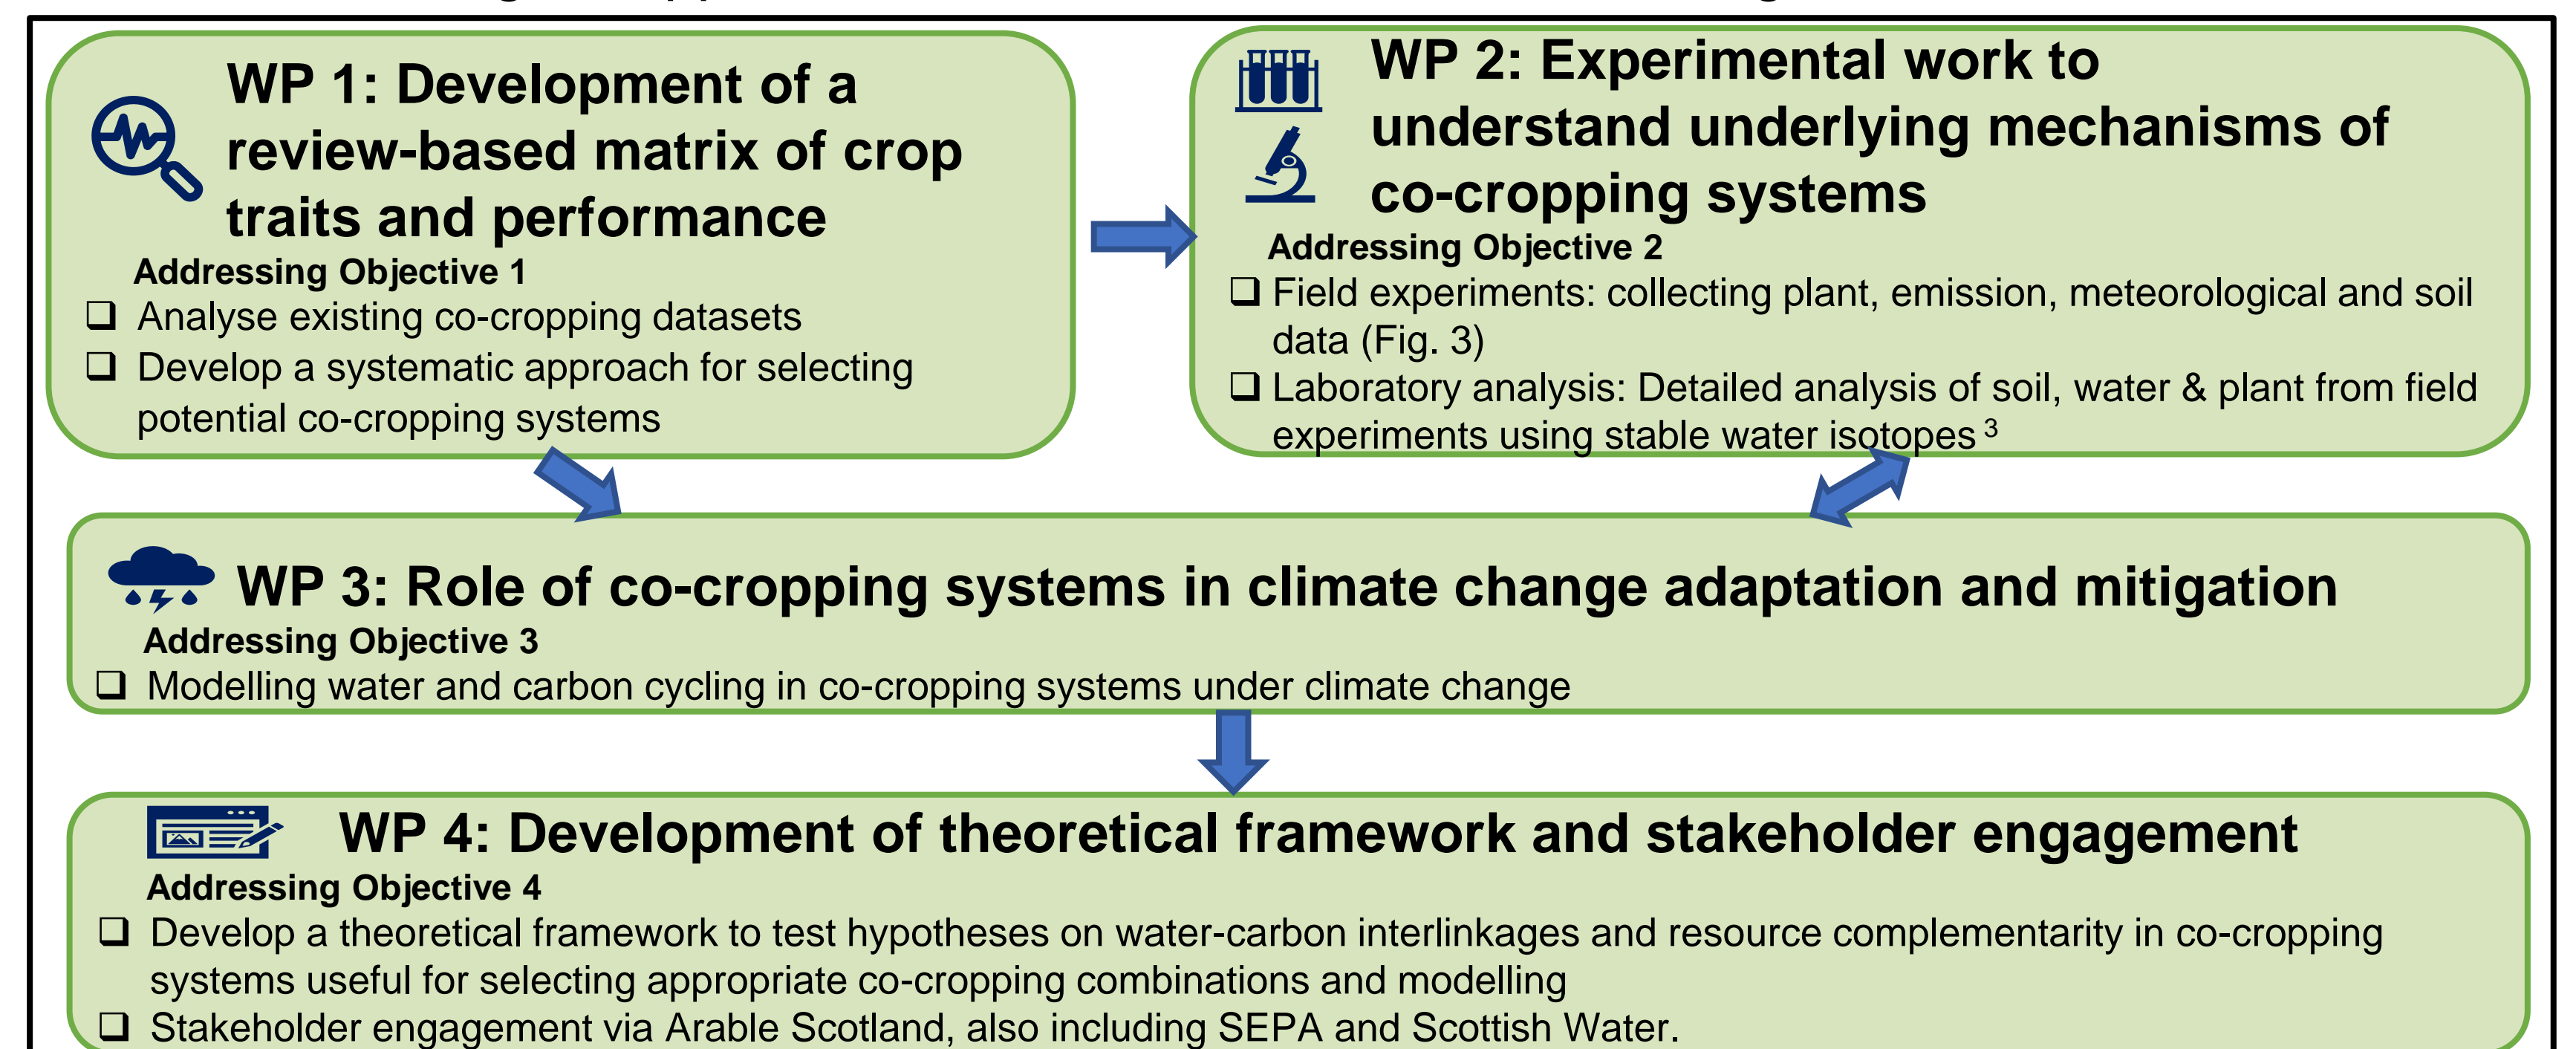 WP 1: Development of a
review-based matrix of crop
traits and performance
Addressing Objective 1
❑ Analyse existing co-cropping datasets
❑ Develop a systematic approach for selecting
potential co-cropping systems
WP 2: Experimental work to
understand underlying mechanisms of
co-cropping systems
Addressing Objective 2
❑ Field experiments: collecting plant, emission, meteorological and soil
data (Fig. 3)
❑ Laboratory analysis: Detailed analysis of soil, water & plant from field
experiments using stable water isotopes ³
WP 3: Role of co-cropping systems in climate change adaptation and mitigation
Addressing Objective 3
❑ Modelling water and carbon cycling in co-cropping systems under climate change
WP 4: Development of theoretical framework and stakeholder engagement
Addressing Objective 4
❑ Develop a theoretical framework to test hypotheses on water-carbon interlinkages and resource complementarity in co-cropping
systems useful for selecting appropriate co-cropping combinations and modelling
❑ Stakeholder engagement via Arable Scotland, also including SEPA and Scottish Water.